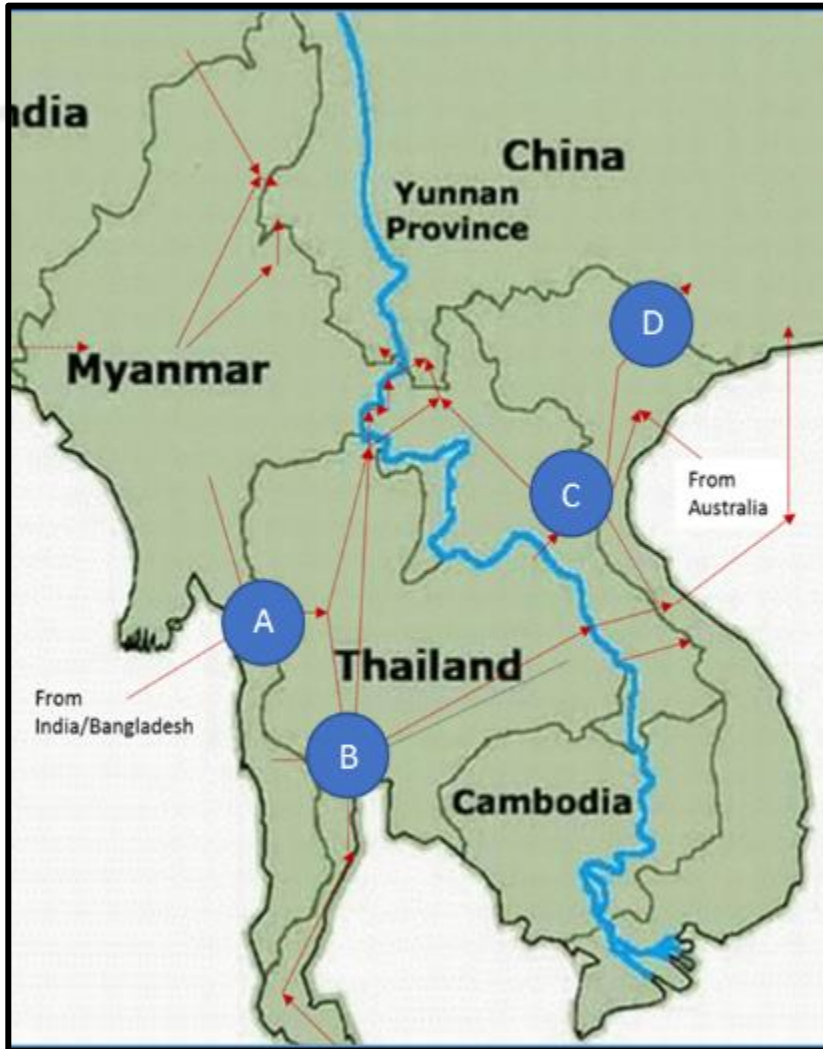 ndia
China
Yunnan
Province
D
Myanmar
C
From
Australia
A
Thailand
From
India/Bangladesh
B
Cambodia